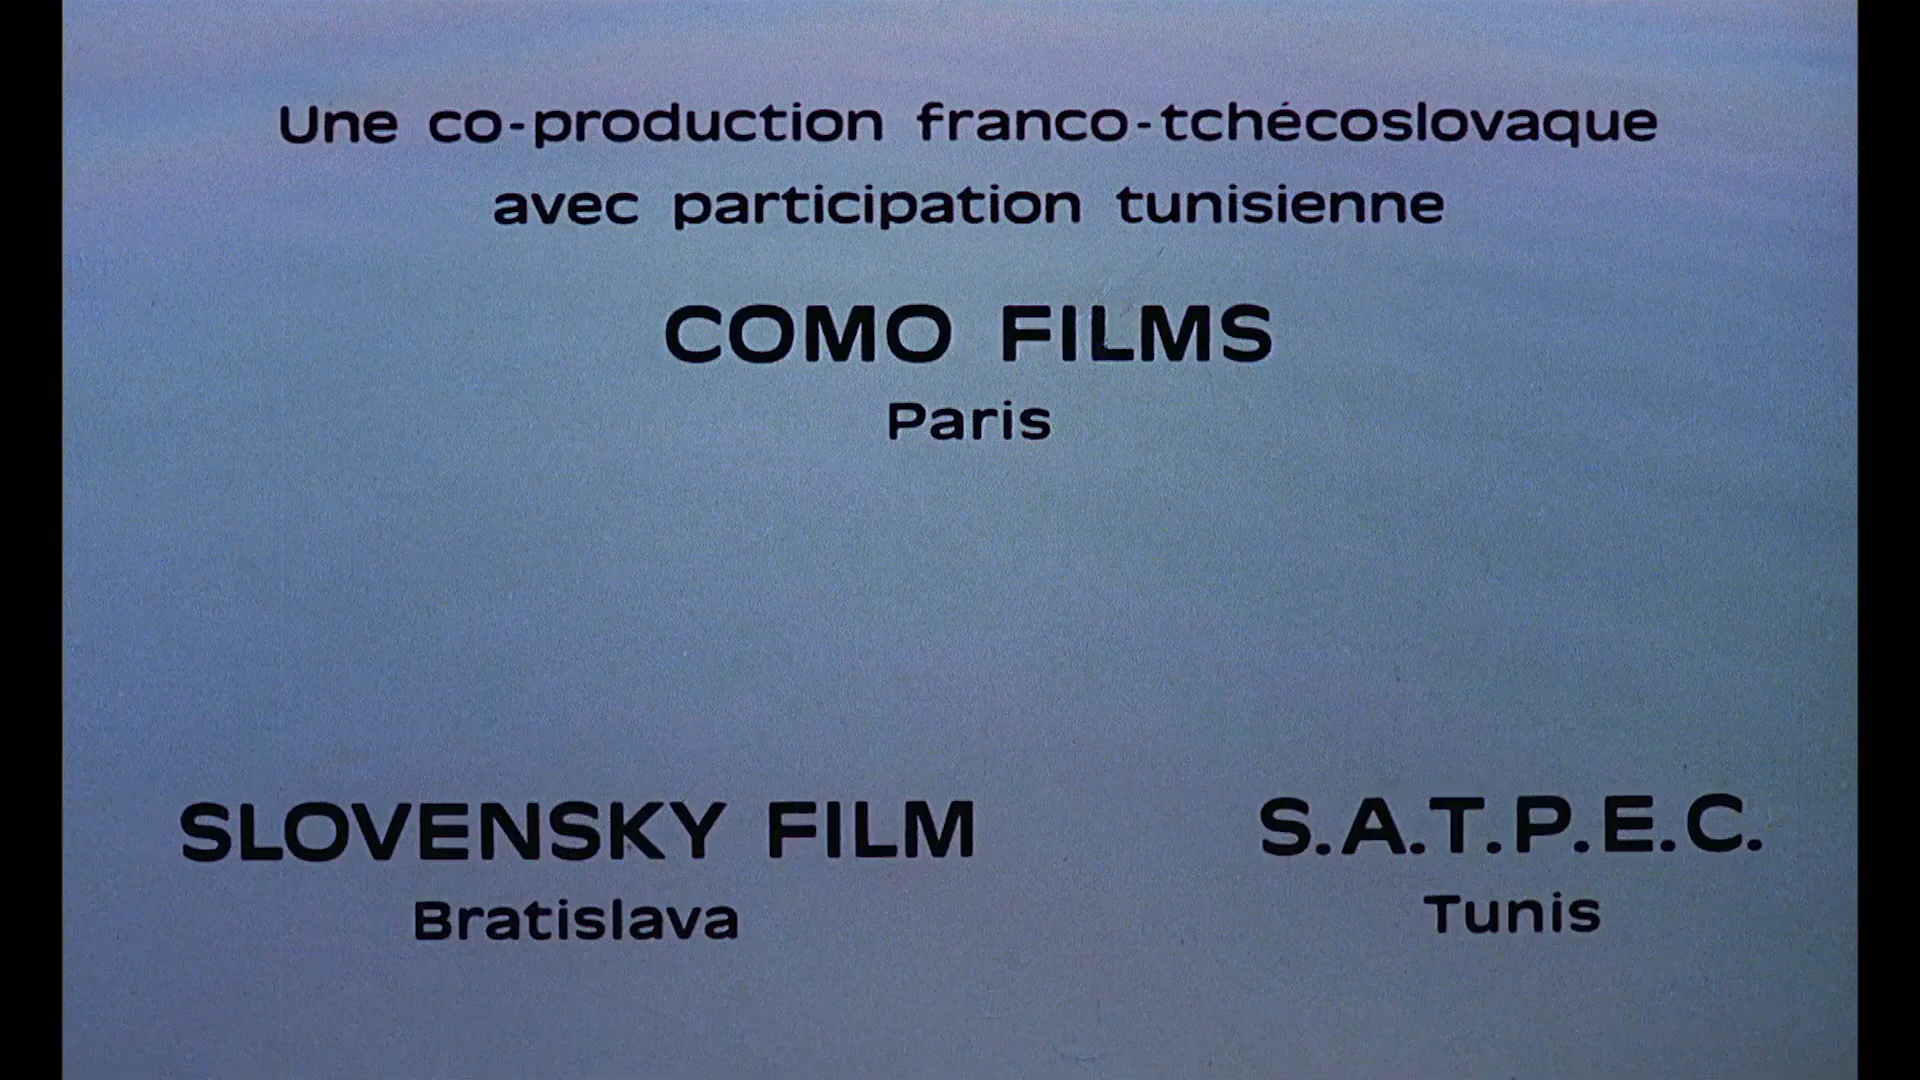 Une co-production franco-tchécoslovaque
avec participation tunisienne
COMO FILMS
Paris
SLOVENSKY FILM
Bratislava
S.A.T.P.E.C.
Tunis